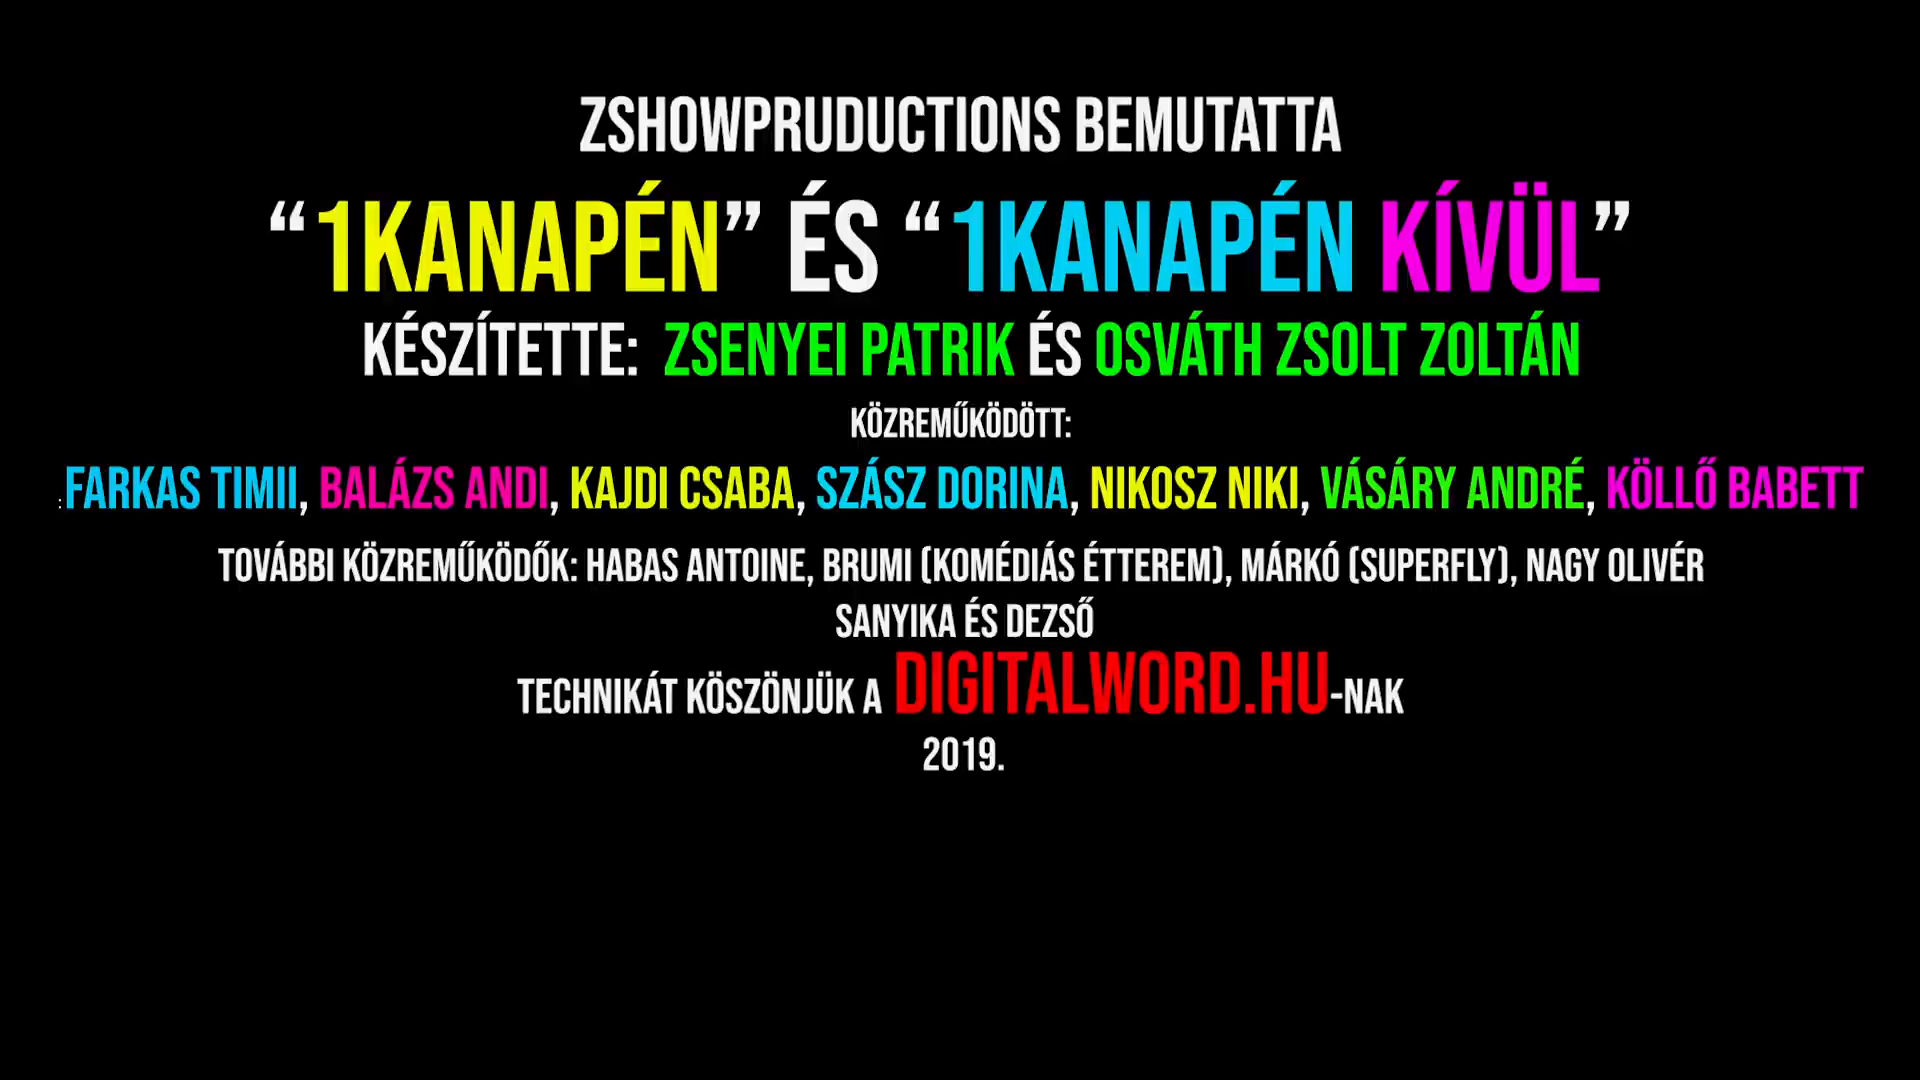 ZSHOWPRUDUCTIONS BEMUTATTA
“1KANAPÉN” ÉS “1KANAPÉN KÍVÜL”
KÉSZÍTETTE: ZSENYEI PATRIK ÉS OSVÁTH ZSOLT ZOLTÁN
KÖZREMŰKÖDÖTT:
:FARKAS TIMII, BALÁZS ANDI, KAJDI CSABA, SZÁSZ DORINA, NIKOSZ NIKI, VÁSÁRY ANDRÉ, KÖLLŐ BABETT
TOVÁBBI KÖZREMŰKÖDŐK: HABAS ANTOINE, BRUMI (KOMÉDIÁS ÉTTEREM), MÁRKÓ (SUPERFLY), NAGY OLIVÉR
SANYIKA ÉS DEZSŐ
TECHNIKÁT KÖSZÖNJÜK A DIGITALWORD.HU-NAK
2019.